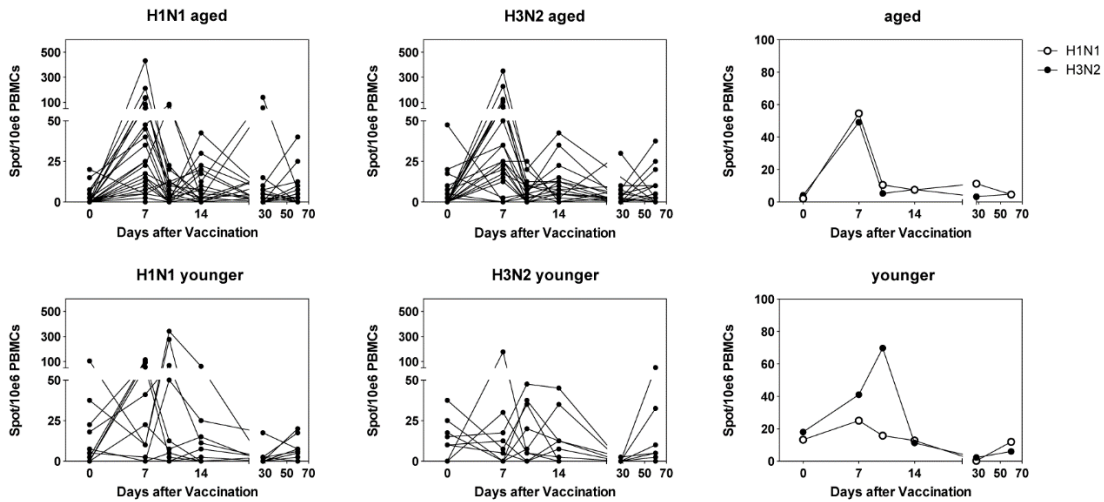 H1N1 aged
Spot/10e6 PBMCs
500
300
100
50
25
0
0 7 14 30 50 70
Days after Vaccination
H3N2 aged
Spot/10e6 PBMCs
500
300
100
50
25
0
0 7 14 30 50 70
Days after Vaccination
aged
Spot/10e6 PBMCs
100
80
60
40
20
0
0 7 14 30 50 70
Days after Vaccination
H1N1
H3N2
H1N1 younger
Spot/10e6 PBMCs
500
300
100
50
25
0
0 7 14 30 50 70
Days after Vaccination
H3N2 younger
Spot/10e6 PBMCs
500
300
100
50
25
0
0 7 14 30 50 70
Days after Vaccination
younger
Spot/10e6 PBMCs
100
80
60
40
20
0
0 7 14 30 50 70
Days after Vaccination